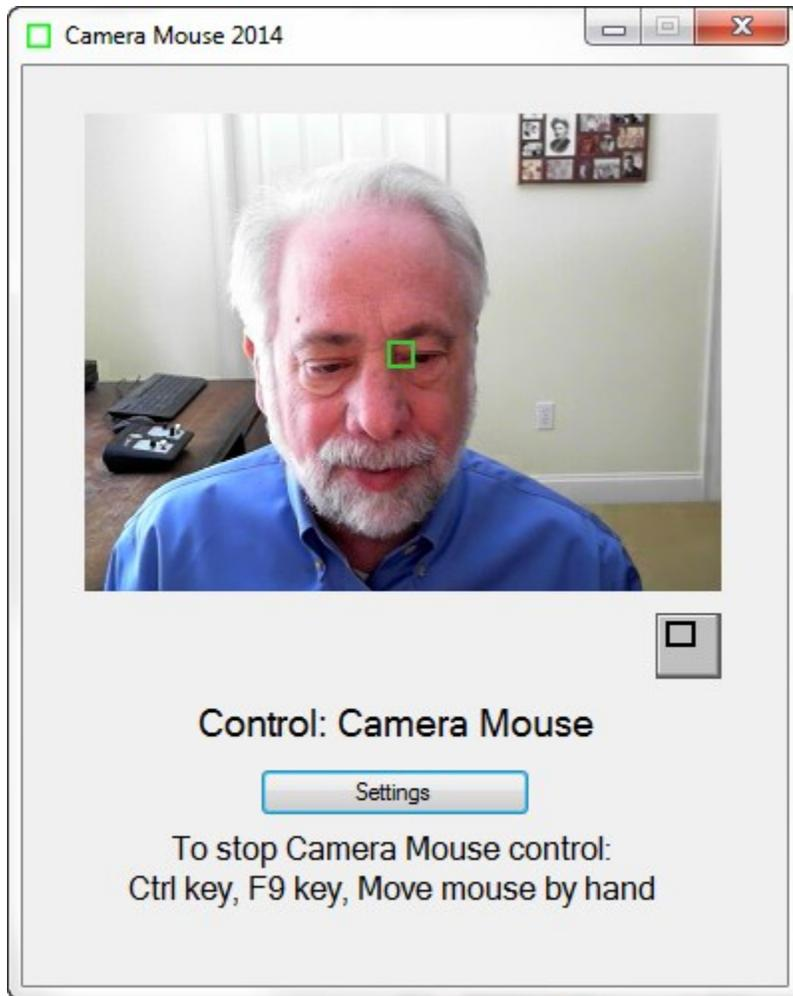 Camera Mouse 2014
Control: Camera Mouse
Settings
To stop Camera Mouse control:
Ctrl key, F9 key, Move mouse by hand